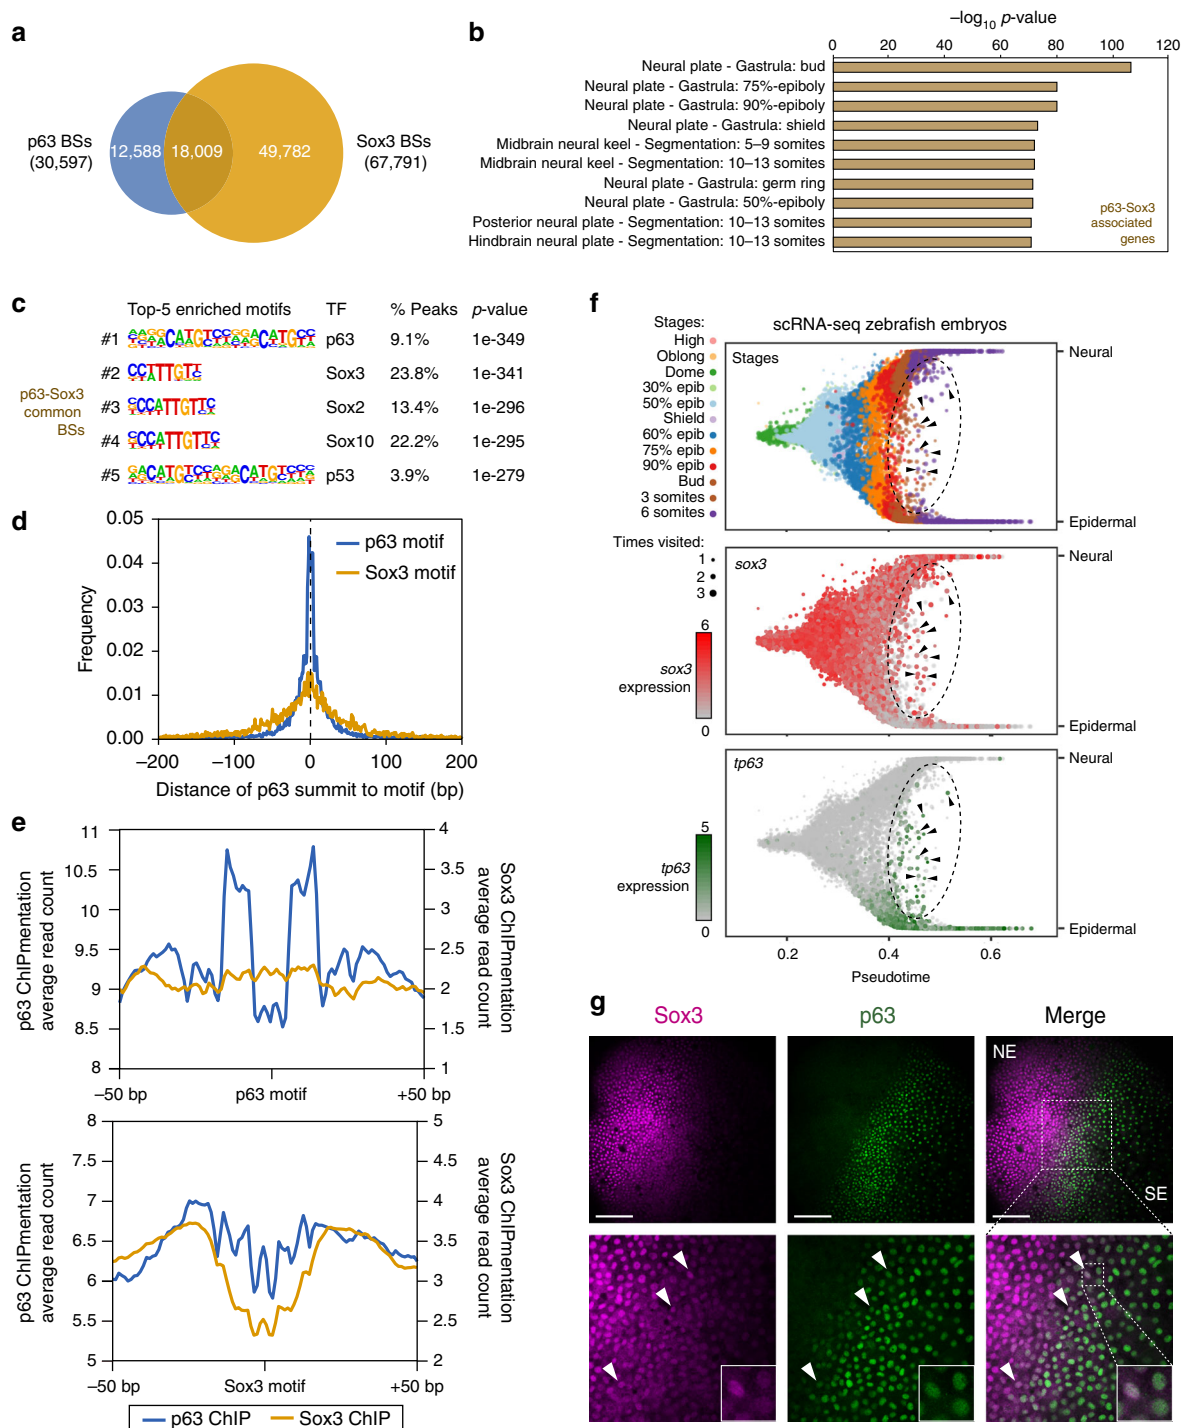 a
p63 BSs
(30,597)
12,588
18,009
49,782
Sox3 BSs
(67,791)
b
–log10 p-value
0 20 40 60 80 100 120
Neural plate - Gastrula: bud
Neural plate - Gastrula: 75%-epiboly
Neural plate - Gastrula: 90%-epiboly
Neural plate - Gastrula: shield
Midbrain neural keel - Segmentation: 5–9 somites
Midbrain neural keel - Segmentation: 10–13 somites
Neural plate - Gastrula: germ ring
Neural plate - Gastrula: 50%-epiboly
Posterior neural plate - Segmentation: 10–13 somites
Hindbrain neural plate - Segmentation: 10–13 somites
p63-Sox3
associated
genes
c
Top-5 enriched motifs TF % Peaks p-value
p63-Sox3
common
BSs
#1 p63 9.1% 1e-349
#2 Sox3 23.8% 1e-341
#3 Sox2 13.4% 1e-296
#4 Sox10 22.2% 1e-295
#5 p53 3.9% 1e-279
d
Frequency
0.05
0.04
0.03
0.02
0.01
0.00
p63 motif
Sox3 motif
–200 –100 0 100 200
Distance of p63 summit to motif (bp)
e
p63 ChIPmentation
average read count
11
10.5
10
9.5
9
8.5
8
4
3.5
3
2.5
2
1.5
1
Sox3 ChIPmentation
average read count
–50 bp p63 motif +50 bp
p63 ChIPmentation
average read count
8
7.5
7
6.5
6
5.5
5
5
4.5
4
3.5
3
2.5
2
Sox3 ChIPmentation
average read count
–50 bp Sox3 motif +50 bp
p63 ChIP Sox3 ChIP
f
scRNA-seq zebrafish embryos
Stages:
High
Oblong
Dome
30% epib
50% epib
Shield
60% epib
75% epib
90% epib
Bud
3 somites
6 somites
Stages
Neural
Epidermal
Times visited:
1
2
3
6
sox3
expression
0
sox3
Neural
Epidermal
5
tp63
expression
0
tp63
Neural
Epidermal
0.2 0.4 0.6
Pseudotime
g
Sox3 p63 Merge
NE
SE